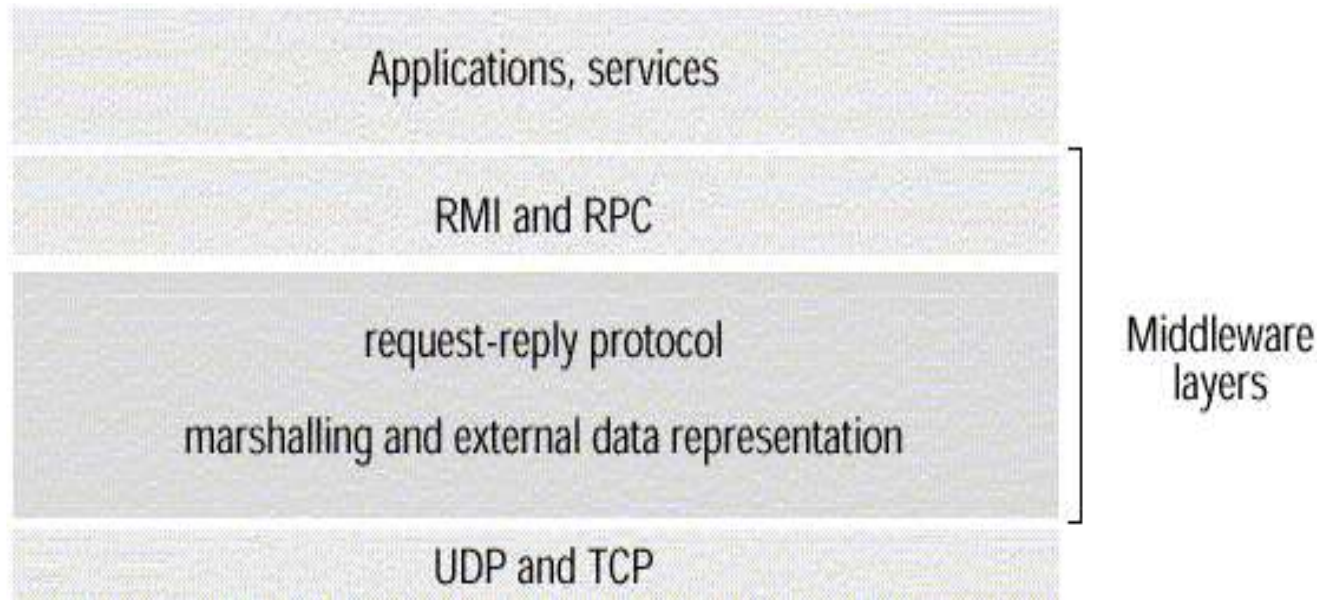 Applications, services
RMI and RPC
request-reply protocol
marshalling and external data representation
Middleware
layers
UDP and TCP